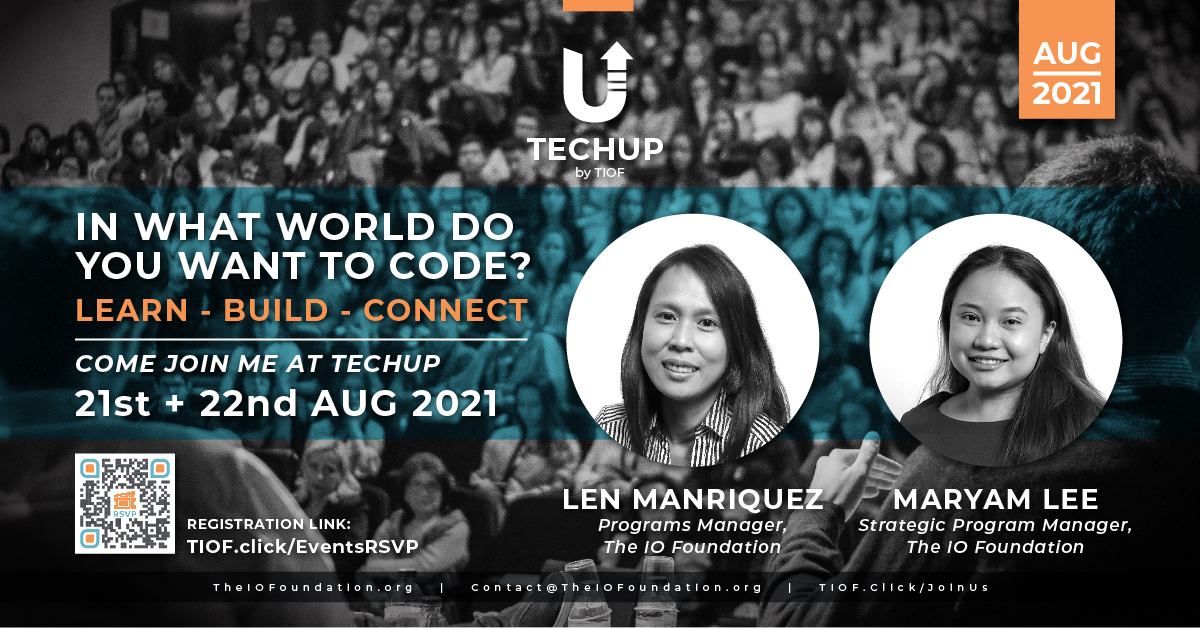 AUG
2021
TECHUP
by TIOF
IN WHAT WORLD DO
YOU WANT TO CODE?
LEARN - BUILD - CONNECT
COME JOIN ME AT TECHUP
21st + 22nd AUG 2021
RSVP
REGISTRATION LINK:
TIOF.click/EventsRSVP
LEN MANRIQUEZ
Programs Manager,
The IO Foundation
MARYAM LEE
Strategic Program Manager,
The IO Foundation
TheIOFoundation.org | Contact@TheIOFoundation.org | TIOF.Click/JoinUs